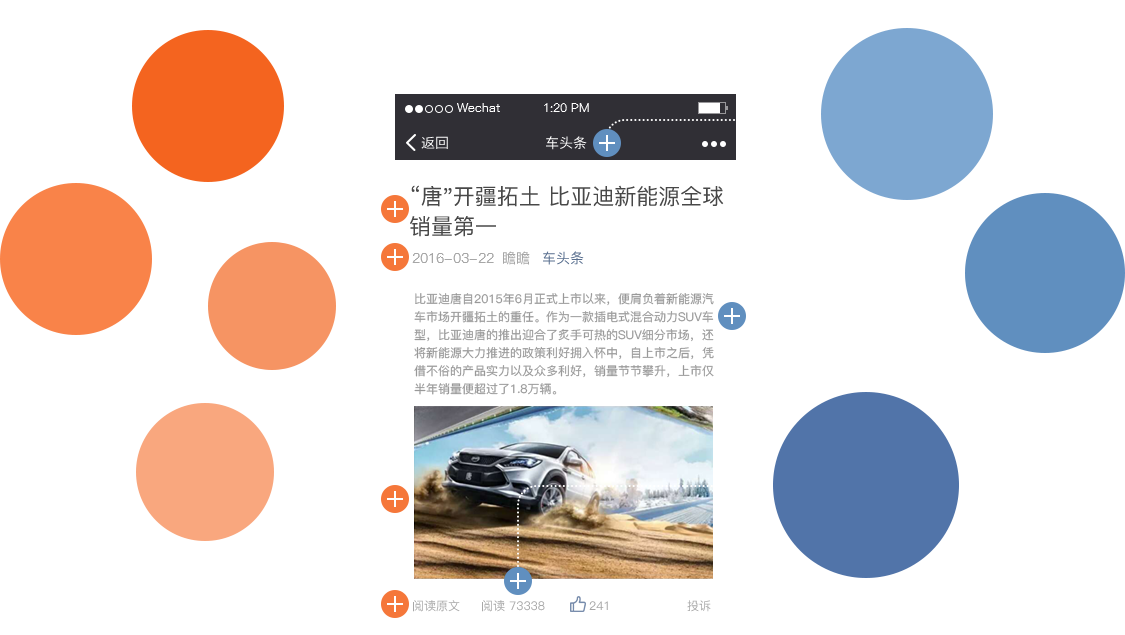 Wechat
1:20 PM
返回
车头条
“唐”开疆拓土 比亚迪新能源全球
销量第一
2016-03-22 瞻瞻 车头条
比亚迪唐自2015年6月正式上市以来，便肩负着新能源汽
车市场开疆拓土的重任。作为一款插电式混合动力SUV车
型，比亚迪唐的推出迎合了炙手可热的SUV细分市场，还
将新能源大力推进的政策利好拥入怀中，自上市之后，凭
借不俗的产品实力以及众多利好，销量节节攀升，上市仅
半年销量便超过了1.8万辆。
阅读原文 阅读 73338 241 投诉